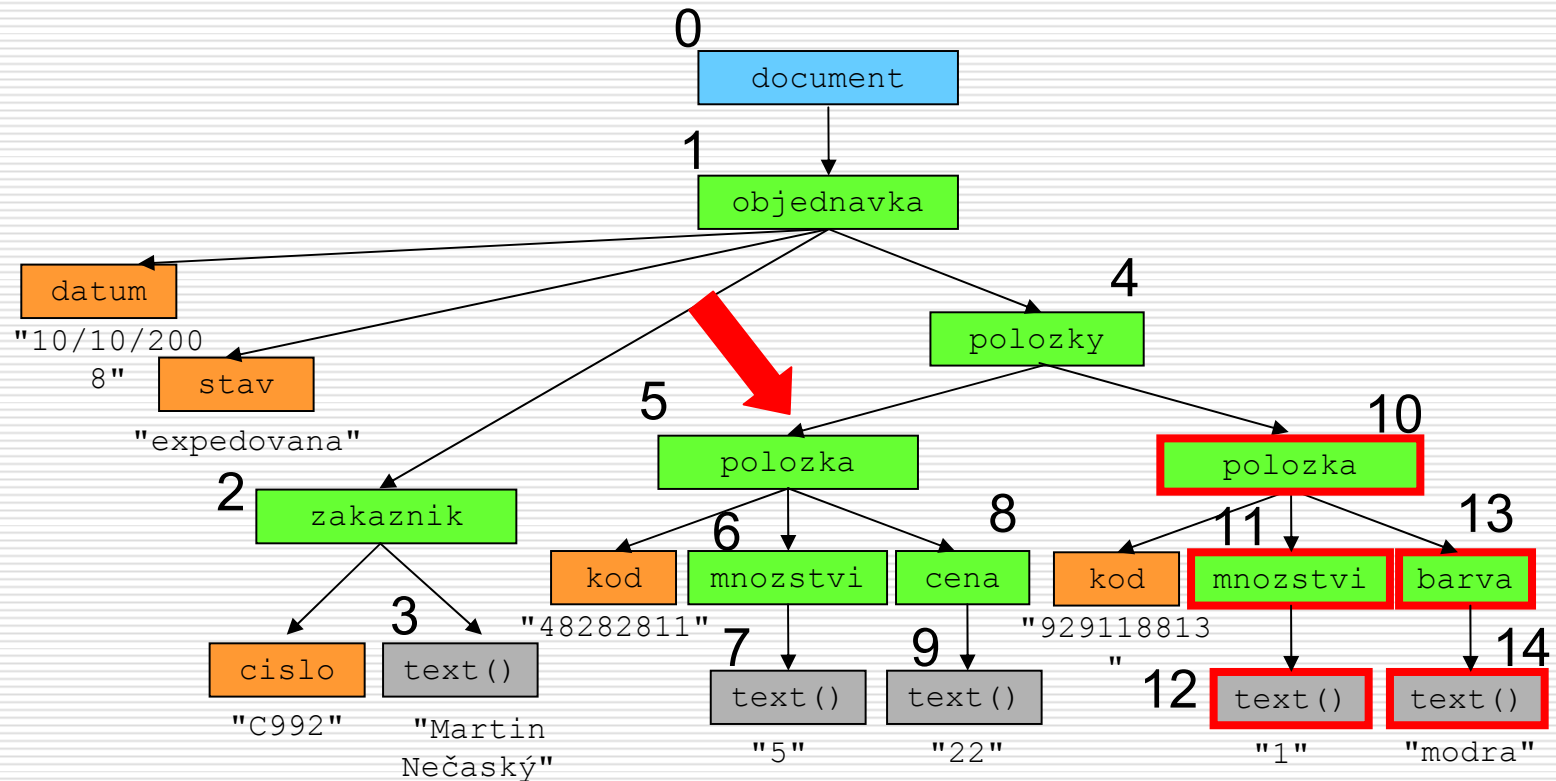 0
document
1
objednavka
4
datum
polozky
"10/10/200
8"
stav
5
10
"expedovana"
polozka
polozka
2
zakaznik
6
8
11
13
kod
mnozstvi
cena
kod
mnozstvi
barva
3
"48282811"
"929118813
"
7
9
14
cislo
text()
12
text()
text()
text()
text()
"C992"
"Martin
Nečaský"
"5"
"22"
"1"
"modra"